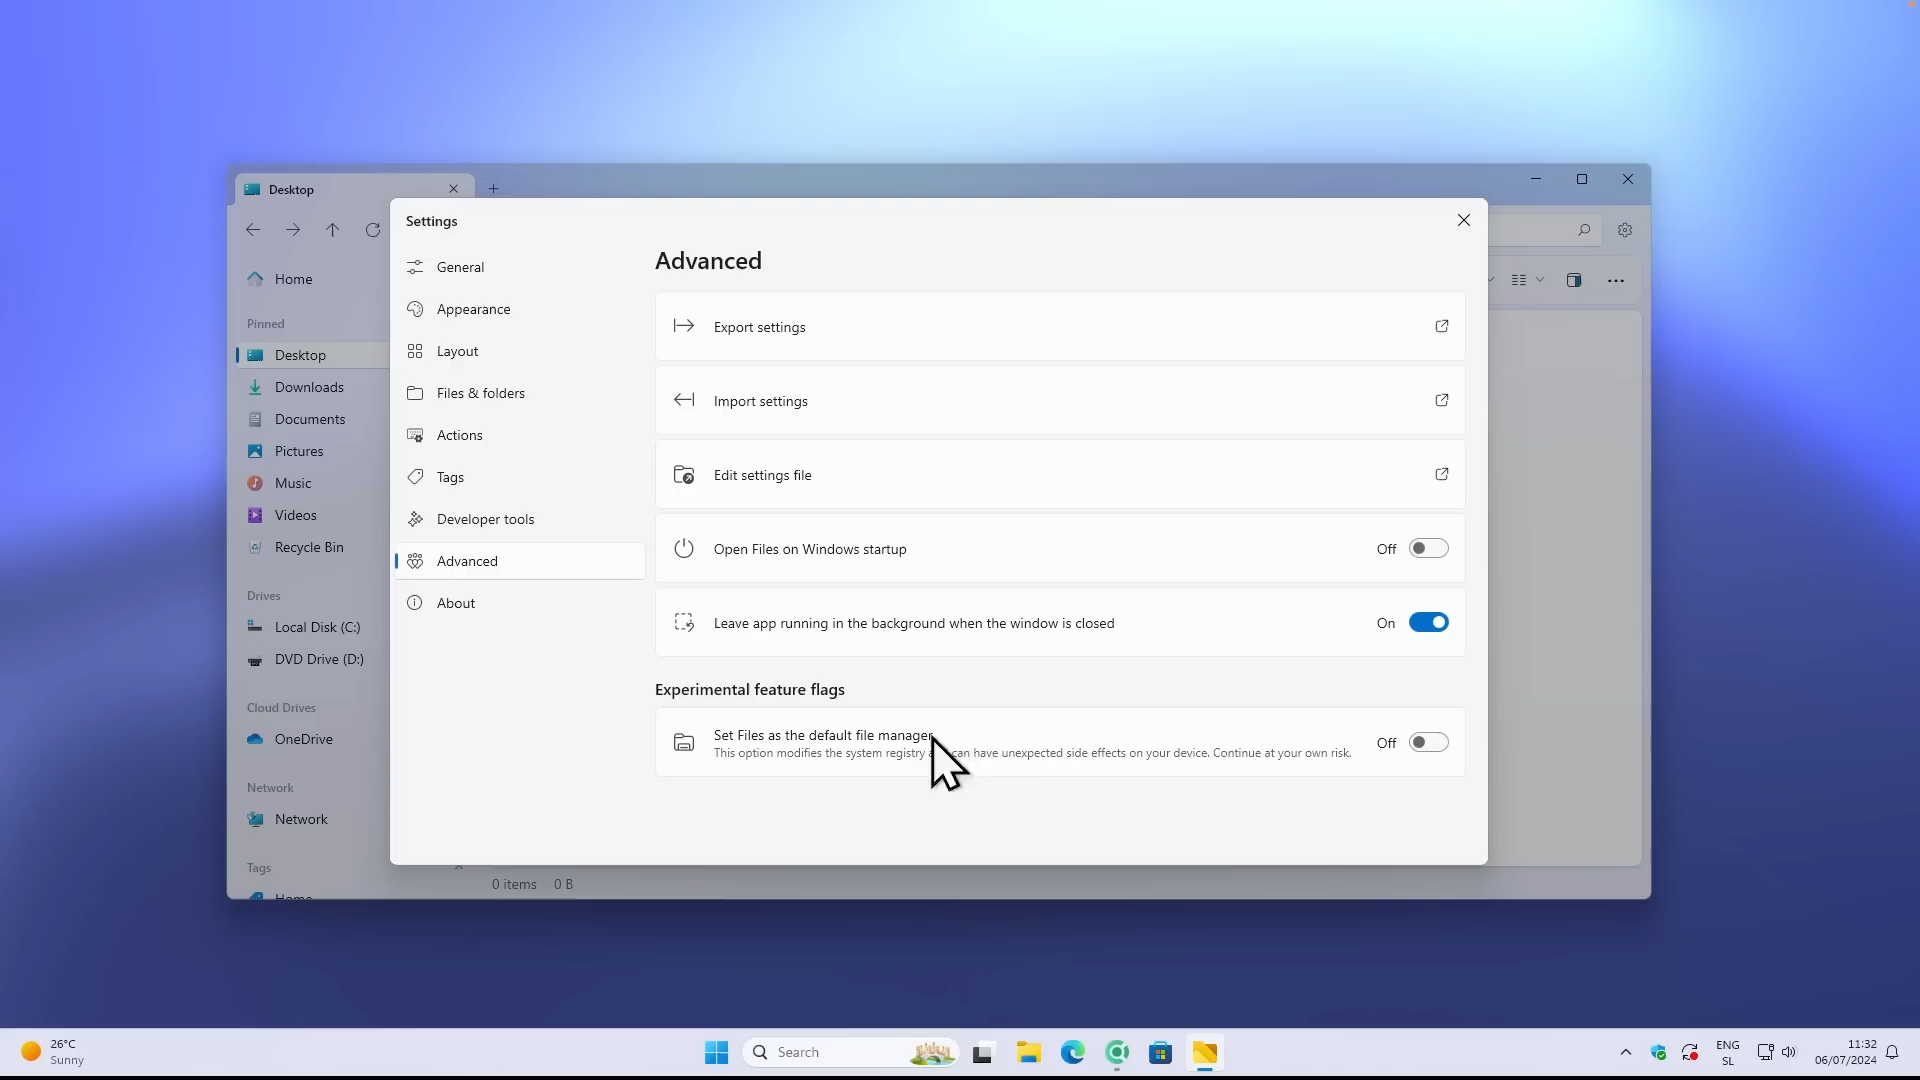 Desktop
Settings
Home
Pinned
Desktop
Downloads
Documents
Pictures
Music
Videos
Recycle Bin
Drives
Local Disk (C:)
DVD Drive (D:)
Cloud Drives
OneDrive
Network
Network
Tags
Home
General
Appearance
Layout
Files & folders
Actions
Tags
Developer tools
Advanced
About
Advanced
Export settings
Import settings
Edit settings file
Open Files on Windows startup Off
Leave app running in the background when the window is closed On
Experimental feature flags
Set Files as the default file manager
This option modifies the system registry can have unexpected side effects on your device. Continue at your own risk. Off
0 items 0 B
26°C
Sunny
Search
ENG
SL
11:32
06/07/2024